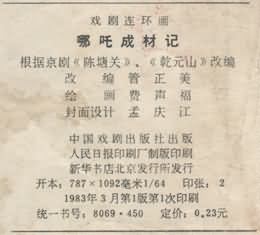 戏剧连环画
哪吒成材记
根据京剧《陈塘关》、《乾元山》改编
改编 管正美
绘画 费声福
封面设计 孟庆江
中国戏剧出版社出版
人民日报印刷厂制版印刷
新华书店北京发行所发行
开本：787×1092毫米1/64 印张：2
1983年3月第1版第1次印刷
统一书号：8069·450 定价：0.23元